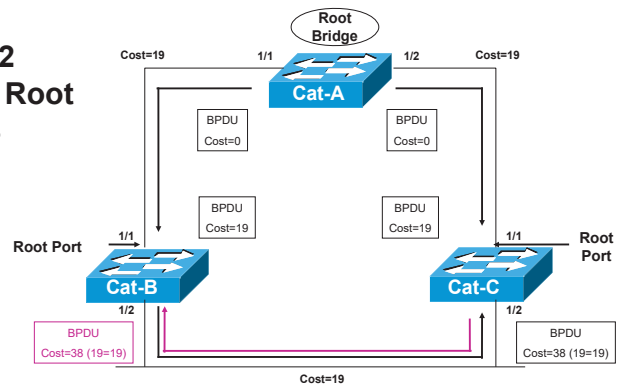 2
Root
Root
Bridge
Cost=19
1/1
1/2
Cost=19
Cat-A
BPDU
Cost=0
BPDU
Cost=0
BPDU
Cost=19
BPDU
Cost=19
Root Port
1/1
1/1
Root
Port
Cat-B
Cat-C
1/2
1/2
BPDU
Cost=38 (19=19)
BPDU
Cost=38 (19=19)
Cost=19